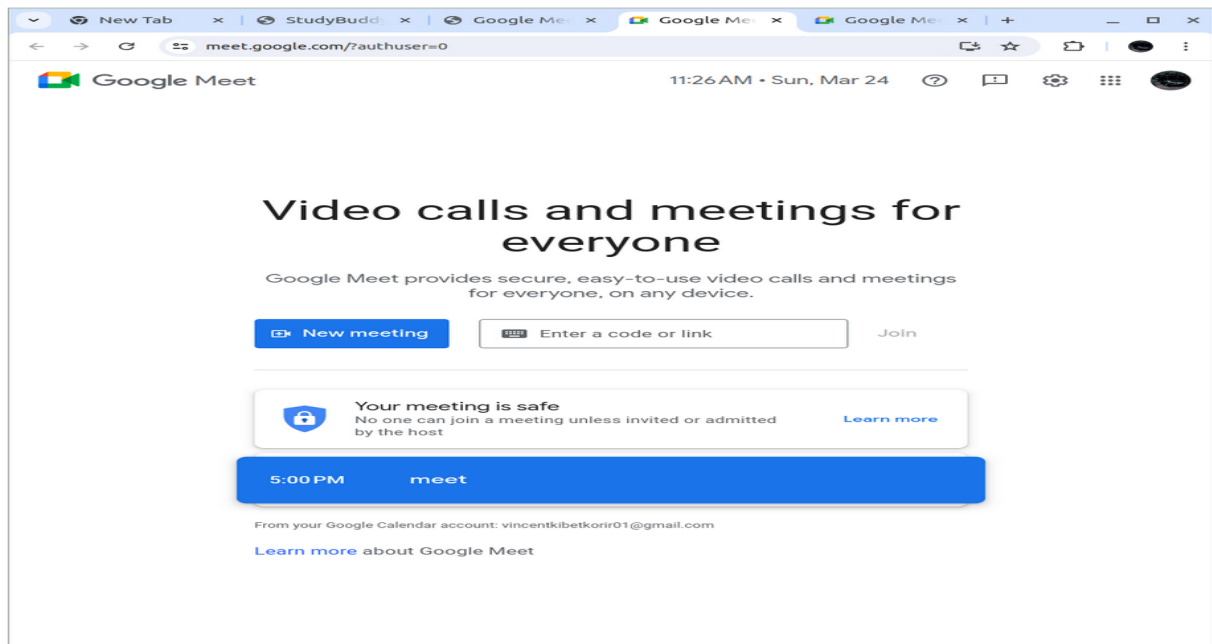 New Tab StudyBudd Google Me Google Me Google Me
meet.google.com/?authuser=0
Google Meet 11:26 AM • Sun, Mar 24
Video calls and meetings for
everyone
Google Meet provides secure, easy-to-use video calls and meetings
for everyone, on any device.
New meeting Enter a code or link Join
Your meeting is safe
No one can join a meeting unless invited or admitted
by the host
Learn more
5:00 PM meet
From your Google Calendar account: vincentkibetkorir01@gmail.com
Learn more about Google Meet